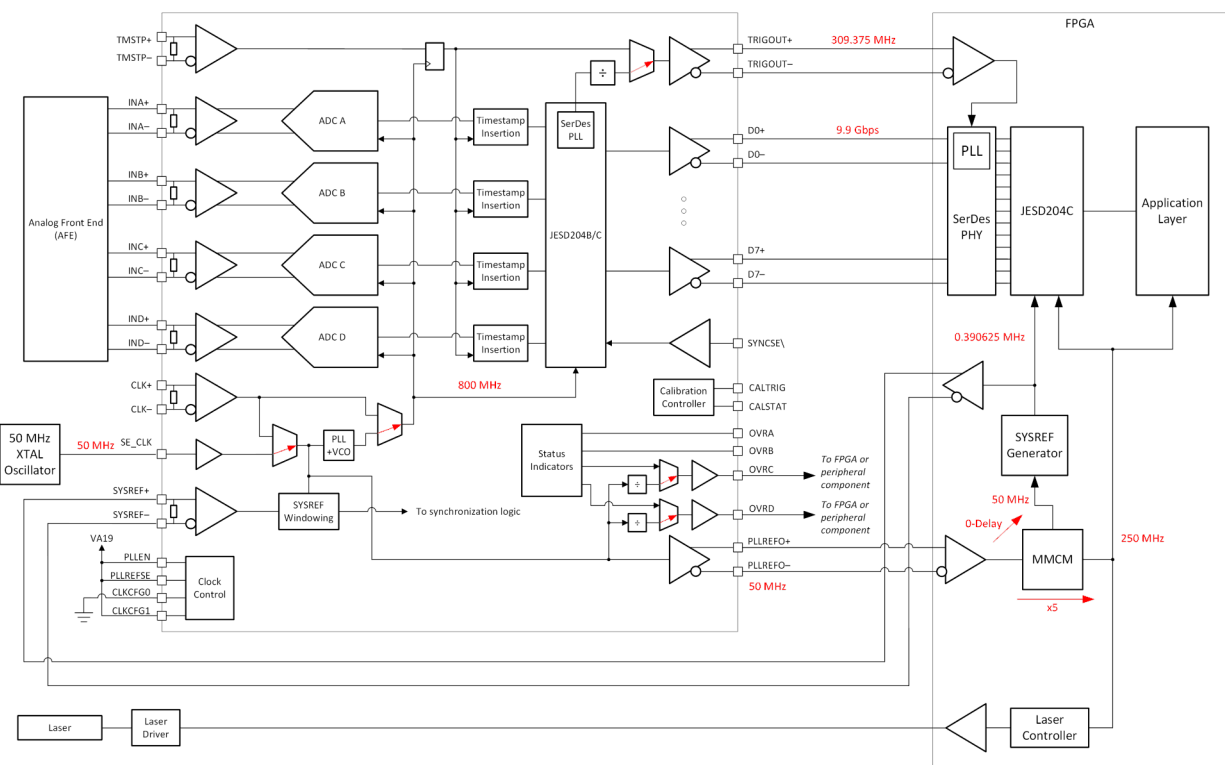 FPGA
TMSTP+
TMSTP−
TRIGOUT+
309.375 MHz
TRIGOUT−
÷
INA+
INA−
ADC A
Timestamp
Insertion
SerDes
PLL
D0+
9.9 Gbps
D0−
PLL
INB+
INB−
ADC B
Timestamp
Insertion
Analog Front End
(AFE)
JESD204B/C
SerDes
PHY
JESD204C
Application
Layer
INC+
INC−
ADC C
Timestamp
Insertion
D7+
D7−
IND+
IND−
ADC D
Timestamp
Insertion
SYNCSE\
0.390625 MHz
CLK+
CLK−
800 MHz
Calibration
Controller
CALTRIG
CALSTAT
50 MHz
XTAL
Oscillator
50 MHz
SE_CLK
PLL
+VCO
Status
Indicators
OVRA
OVRB
OVRC
OVRD
÷
÷
To FPGA or
peripheral
component
To FPGA or
peripheral
component
SYSREF
Generator
SYSREF+
SYSREF−
SYSREF
Windowing
To synchronization logic
50 MHz
0-Delay
VA19
PLLEN
PLLREFSE
CLKCFG0
CLKCFG1
Clock
Control
PLLREFO+
PLLREFO−
50 MHz
MMCM
x5
250 MHz
Laser
Laser
Driver
Laser
Controller